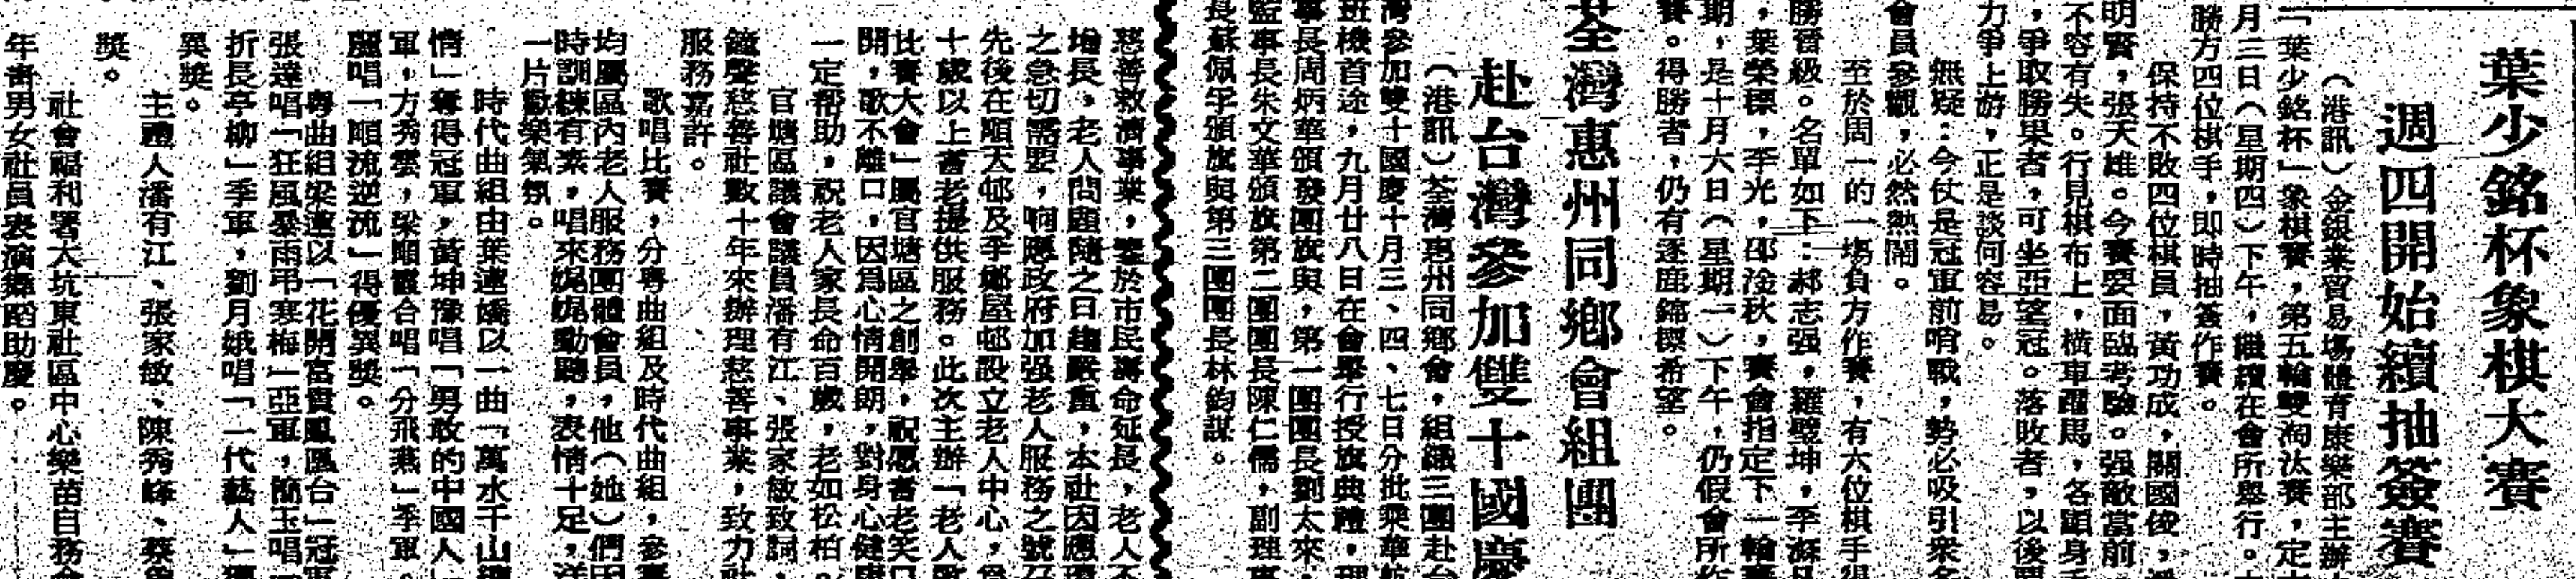 葉少銘杯象棋大賽
週四開始續抽簽賽
（港訊）金銀業貿易場體育康樂部主辦
「葉少銘杯」象棋賽，第五輪雙淘汰賽，定
月三日（星期四）下午，繼續在會所舉行。
勝方四位棋手，即時抽簽作賽。
保持不敗四位棋員，黃功成，關國俊，
明賢，張天雄。今賽要面臨考驗。强敵當前
不容有失。行見棋布上，橫車躍馬，各顯身手
，爭取勝果者，可坐亞望冠。落敗者，以後
力爭上游，正是談何容易。
無疑：今仗是冠軍前哨戰，勢必吸引衆多
會員參觀，必然熱鬧。
至於周一的一塲負方作賽，有六位棋手得
勝晉級。名單如下：郝志强，羅璧坤，李
，葉榮標，李光，邵淦秋，賽會指定下一輪賽
期，是十月六日（星期一）下午，仍假會所作
賽。得勝者，仍有逐鹿錦標希望。
荃灣惠州同鄉會組團
赴台灣參加雙十國慶
（港訊）荃灣惠州同鄉會，組織三團赴台
灣參加雙十國慶十月三、四、七日分批乘華航
班機首途，九月廿八日在會舉行授旗典禮，理
事長周炳華頒發團旗與，第一團團長劉太來，
監事長朱文華頒旗第二團團長陳仁儒，副理事
長蘇佩孚頒旗與第三團團長林鈞謀。
慈善救濟事業，鑒於市民壽命延長，老人不
增長，老人問題隨之日趨嚴重，本社因應環
之急切需要，响應政府加强老人服務之號召
先後在順天邨及李鄭屋邨設立老人中心，爲
十歲以上耆老提供服務。此次主辦「老人歌
比賽大會」屬官塘區之創舉，祝愿耆老笑口
開，歌不離口，因爲心情開朗，對身心健康
一定帮助，祝老人家長命百歲，老如松柏。
官塘區議會議員潘有江、張家敏致詞，
鐘聲慈善社數十年來辦理慈善事業，致力社
服務嘉許。
歌唱比賽，分粤曲組及時代曲組，參賽
均屬區內老人服務團體會員，他（她）們因
時訓練有素，唱來娓娓動聽，表情十足，洋
一片歡樂氣氛。
時代曲組由葉連嬌以一曲「萬水千山總
情」奪得冠軍，黃坤豫唱「男敢的中國人」
軍，方秀雲，梁順霞合唱「分飛燕」季軍。
麗唱「順流逆流」得優異獎。
粤曲組梁蓮以「花開富貴鳳凰台」冠軍
張達唱「狂風暴雨弔寒梅」亞軍，簡玉唱
折長亭柳」季軍，劉月娥唱「一代藝人」獲
異獎。
主禮人潘有江、張家敏、陳秀峰、蔡
獎。
社會福利署大坑東社區中心樂苗自務會
年青男女社員表演舞蹈助慶。